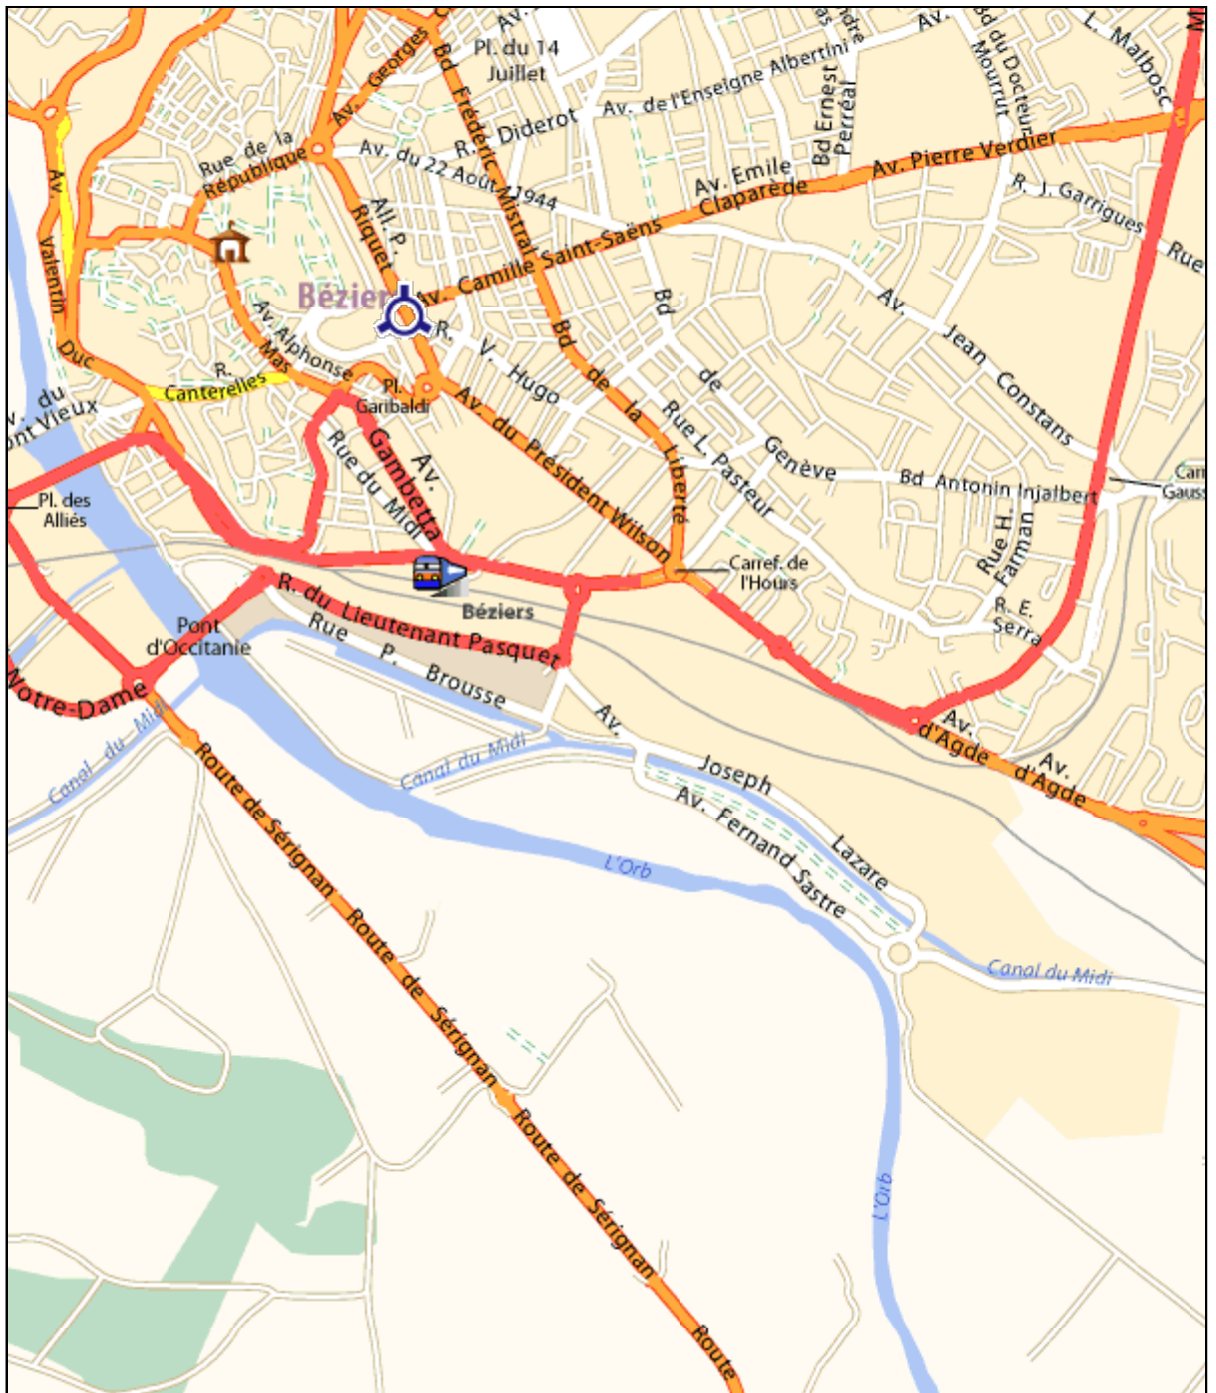 Av. Georges
Bd Frédéric Mistral
Av.
Pl. du 14
Juillet
R. Diderot
Av. de l'Enseigne Albertini
Bd Ernest
Perréal
Av.
Bd du Docteur
Mourrut
L. Malbosc
Rue de la
République
Av. du 22 Août 1944
Av. Emile
Claparède
Av. Pierre Verdier
R. J. Garrigues
Rue
Av.
Valentin
Duc
All. P.
Riquet
Av. Camille Saint-Saëns
Bézier
R. V. Hugo
Bd de la Liberté
Bd de Genève
Av. Jean Constans
Av. Alphonse
Mas
R.
Canterelles
Pl.
Garibaldi
Av. du Président Wilson
Rue L. Pasteur
Bd Antonin Injalbert
du
Vieux
Rue du Midi
Av.
Gambetta
Pl. des
Alliés
Carref. de
l'Hours
Rue H.
Farman
R. E.
Serra
Béziers
R. du Lieutenant Pasquet
Rue P. Brousse
Pont
d'Occitanie
Notre-Dame
Canal du Midi
Canal du Midi
Av. Joseph Lazare
Av. Fernand Sastre
Av.
d'Agde
Av.
d'Agde
Route de Sérignan
L'Orb
Route de Sérignan
Canal du Midi
Route de Sérignan
L'Orb
Route